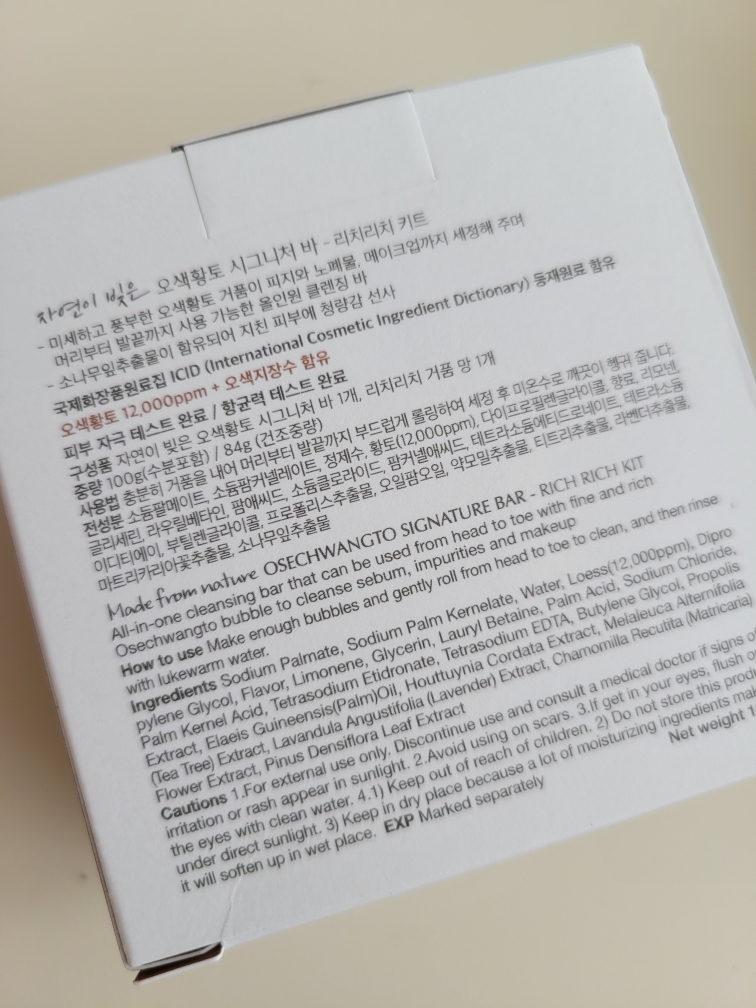 자연이 빚은 오색황토 시그니처 바 - 리치리치 키트
- 미세하고 풍부한 오색황토 거품이 피지와 노폐물, 메이크업까지 세정해 주며
머리부터 발끝까지 사용 가능한 올인원 클렌징 바
- 소나무잎추출물이 함유되어 지친 피부에 청량감 선사
국제화장품원료집 ICID (International Cosmetic Ingredient Dictionary) 등재원료 함유
오색황토 12,000ppm + 오색지장수 함유
피부 자극 테스트 완료 / 항균력 테스트 완료
구성품 자연이 빚은 오색황토 시그니처 바 1개, 리치리치 거품 망 1개
중량 100g(수분포함) / 84g (건조중량)
사용법 충분히 거품을 내어 머리부터 발끝까지 부드럽게 롤링하여 세정 후 미온수로 깨끗이 헹궈 줍니다.
전성분 소듐팔메이트, 소듐팜커넬레이트, 정제수, 황토(12,000ppm), 다이프로필렌글라이콜, 향료, 리모넨,
글리세린, 라우릴베타인, 팜애씨드, 소듐클로라이드, 팜커넬애씨드, 테트라소듐에티드로네이트, 테트라소듐
이디티에이, 부틸렌글라이콜, 프로폴리스추출물, 오일팜오일, 약모밀추출물, 티트리추출물, 라벤더추출물,
마트리카리아꽃추출물, 소나무잎추출물
Made from nature OSECHWANGTO SIGNATURE BAR - RICH RICH KIT
All-in-one cleansing bar that can be used from head to toe with fine and rich
Osechwangto bubble to cleanse sebum, impurities and makeup
How to use Make enough bubbles and gently roll from head to toe to clean, and then rinse
with lukewarm water.
Ingredients Sodium Palmate, Sodium Palm Kernelate, Water, Loess(12,000ppm), Dipro
pylene Glycol, Flavor, Limonene, Glycerin, Lauryl Betaine, Palm Acid, Sodium Chloride,
Palm Kernel Acid, Tetrasodium Etidronate, Tetrasodium EDTA, Butylene Glycol, Propolis
Extract, Elaeis Guineensis(Palm)Oil, Houttuynia Cordata Extract, Melaleuca Alternifolia
(Tea Tree) Extract, Lavandula Angustifolia (Lavender) Extract, Chamomilla Recutita (Matricaria)
Flower Extract, Pinus Densiflora Leaf Extract
Cautions 1.For external use only. Discontinue use and consult a medical doctor if signs of
irritation or rash appear in sunlight. 2.Avoid using on scars. 3.If get in your eyes, flush
the eyes with clean water. 4.1) Keep out of reach of children. 2) Do not store this
under direct sunlight. 3) Keep in dry place because a lot of moisturizing ingredients
it will soften up in wet place. EXP Marked separately
Net weight